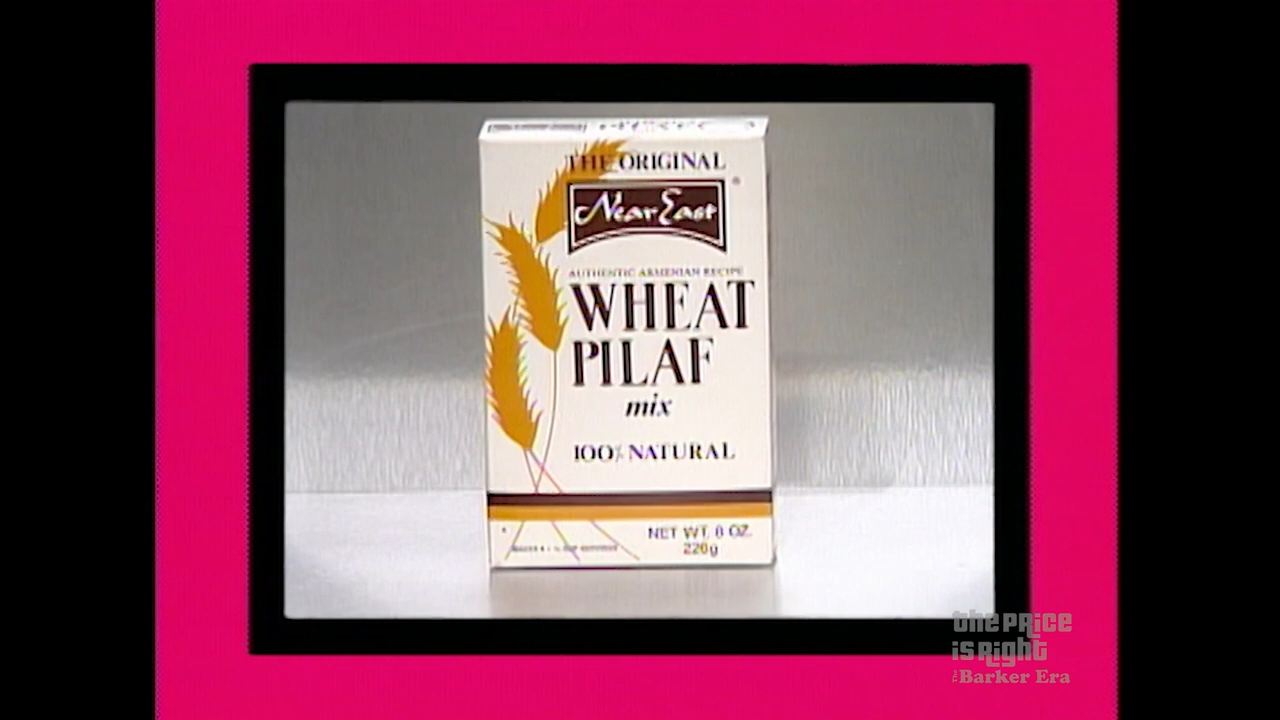 THE ORIGINAL
Near East
®
AUTHENTIC ARMENIAN RECIPE
WHEAT
PILAF
mix
100% NATURAL
NET WT. 8 OZ.
226g
the PRiCE
is Right
the Barker Era